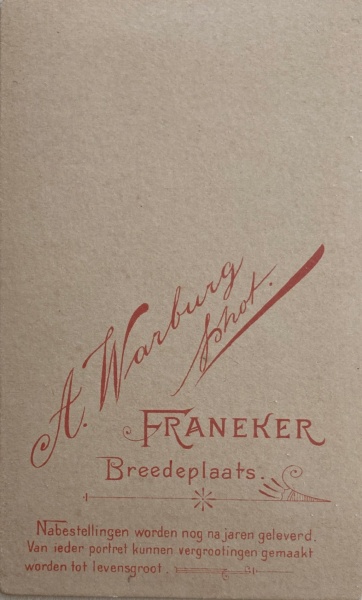 A. Warburg
phot.
FRANEKER
Breedeplaats.
Nabestellingen worden nog na jaren geleverd.
Van ieder portret kunnen vergrootingen gemaakt
worden tot levensgroot.